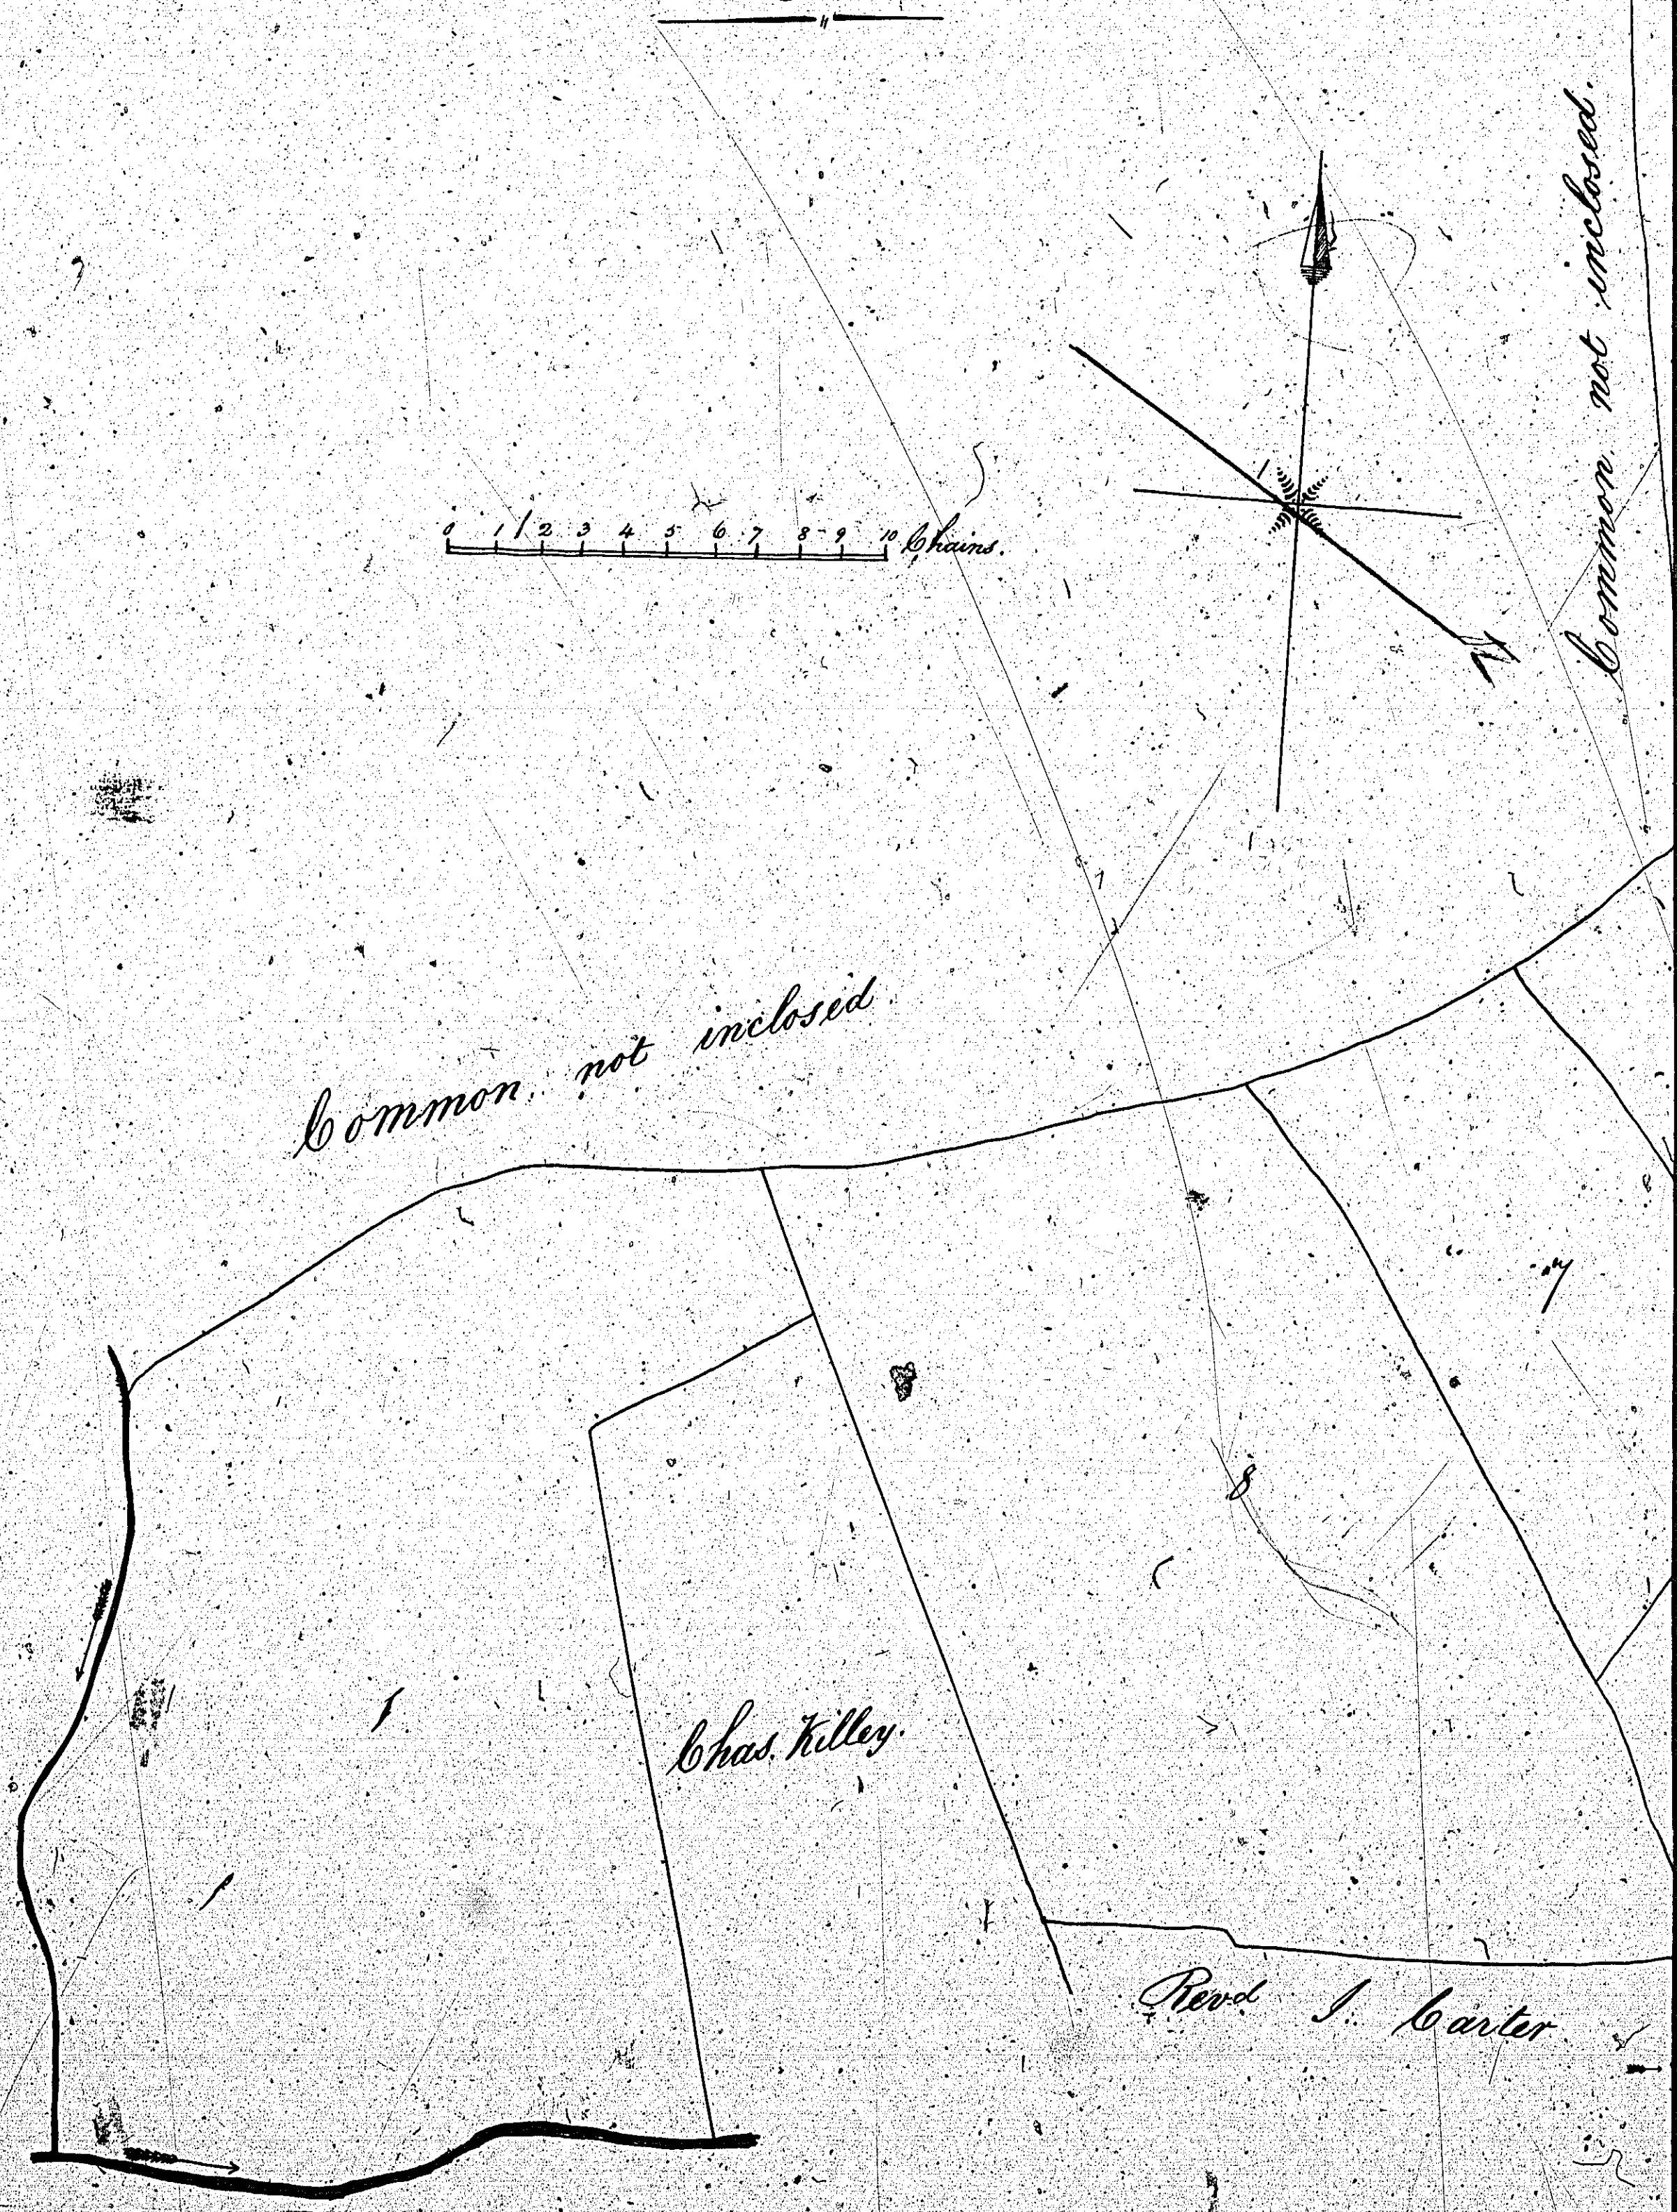 Common not inclosed.
0 1 2 3 4 5 6 7 8 9 10 Chains.
N
Common not inclosed
7
8
Chas. Killey.
Revd J. Carter